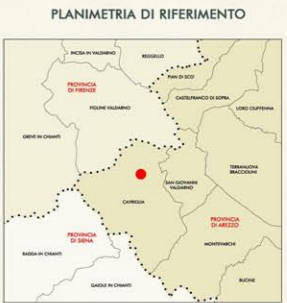 PLANIMETRIA DI RIFERIMENTO
INCISA IN VALDARNO
REGGELLO
PIAN DI SCO
PROVINCIA
DI FIRENZE
CASTELFRANCO DI SOPRA
FIGLINE VALDARNO
LORO CIUFFENNA
GREVE IN CHIANTI
TERRANUOVA
BRACCIOLINI
SAN GIOVANNI
VALDARNO
CAVRIGLIA
PROVINCIA
DI AREZZO
PROVINCIA
DI SIENA
MONTEVARCHI
RADDA IN CHIANTI
GAIOLE IN CHIANTI
BUCINE